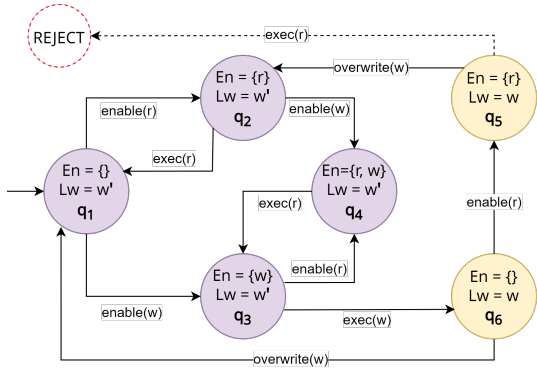 REJECT
exec(r)
overwrite(w)
En = {r}
Lw = w'
q2
En = {r}
Lw = w
q5
enable(r)
enable(w)
exec(r)
En = {}
Lw = w'
q1
En={r, w}
Lw = w'
q4
exec(r)
enable(r)
En = {w}
Lw = w'
q3
enable(r)
En = {}
Lw = w
q6
enable(w)
exec(w)
overwrite(w)